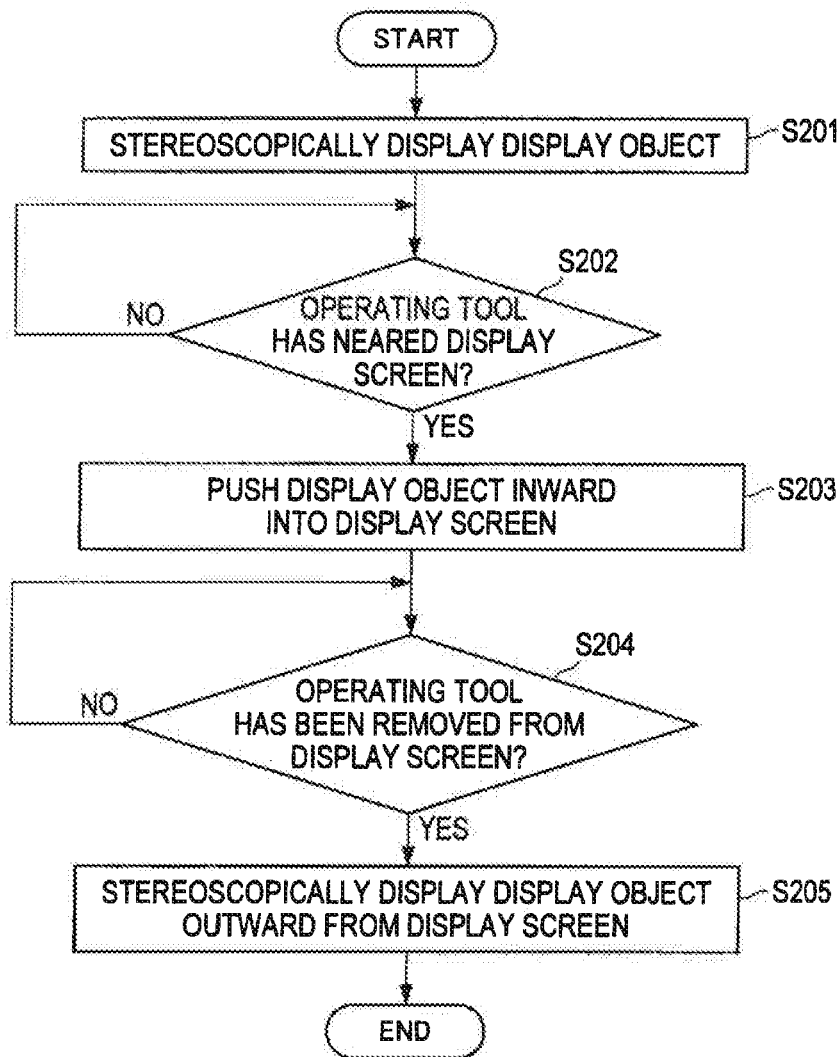 START
STEREOSCOPICALLY DISPLAY DISPLAY OBJECT
S201
S202
OPERATING TOOL
HAS NEARED DISPLAY
SCREEN?
NO
YES
PUSH DISPLAY OBJECT INWARD
INTO DISPLAY SCREEN
S203
S204
OPERATING TOOL
HAS BEEN REMOVED FROM
DISPLAY SCREEN?
NO
YES
STEREOSCOPICALLY DISPLAY DISPLAY OBJECT
OUTWARD FROM DISPLAY SCREEN
S205
END